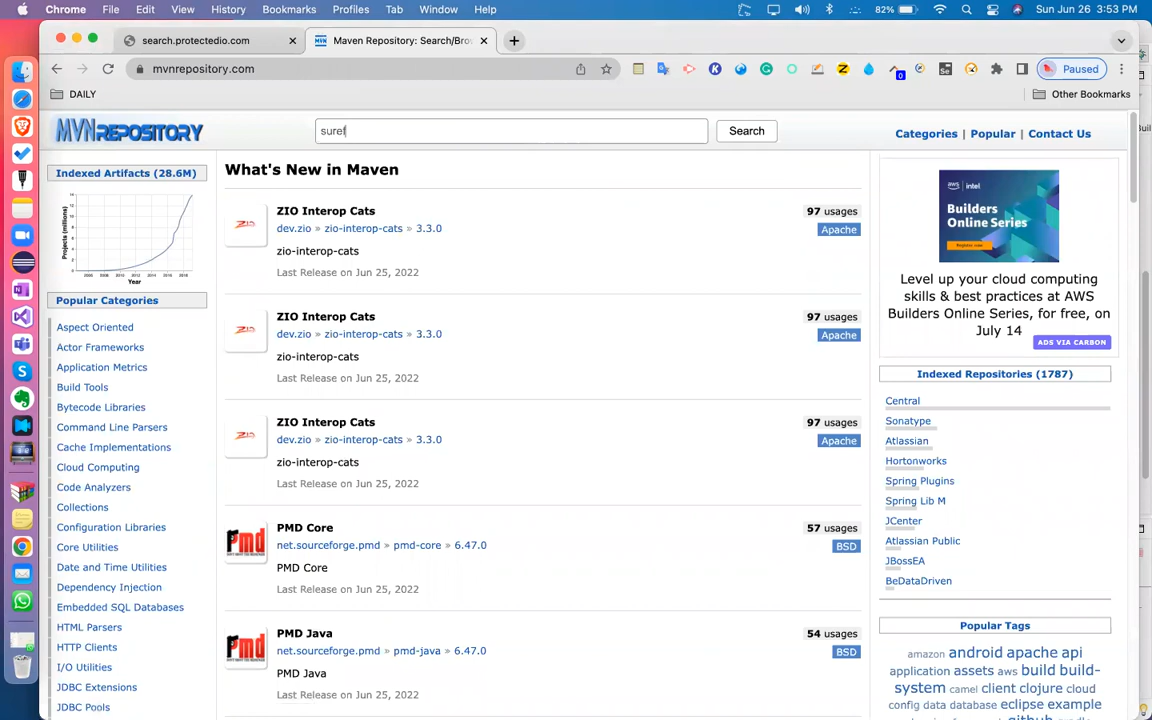 Chrome File Edit View History Bookmarks Profiles Tab Window Help 82% Sun Jun 26 3:53 PM
search.protectedio.com
Maven Repository: Search/Bro
mvnrepository.com
0
Paused
DAILY
Other Bookmarks
MVNREPOSITORY
suref
Search
Categories | Popular | Contact Us
Indexed Artifacts (28.6M)
Projects (millions)
Year
Popular Categories
Aspect Oriented
Actor Frameworks
Application Metrics
Build Tools
Bytecode Libraries
Command Line Parsers
Cache Implementations
Cloud Computing
Code Analyzers
Collections
Configuration Libraries
Core Utilities
Date and Time Utilities
Dependency Injection
Embedded SQL Databases
HTML Parsers
HTTP Clients
I/O Utilities
JDBC Extensions
JDBC Pools
What's New in Maven
ZIO Interop Cats
97 usages
dev.zio » zio-interop-cats » 3.3.0
Apache
zio-interop-cats
Last Release on Jun 25, 2022
ZIO Interop Cats
97 usages
dev.zio » zio-interop-cats » 3.3.0
Apache
zio-interop-cats
Last Release on Jun 25, 2022
ZIO Interop Cats
97 usages
dev.zio » zio-interop-cats » 3.3.0
Apache
zio-interop-cats
Last Release on Jun 25, 2022
PMD Core
57 usages
net.sourceforge.pmd » pmd-core » 6.47.0
BSD
PMD Core
Last Release on Jun 25, 2022
PMD Java
54 usages
net.sourceforge.pmd » pmd-java » 6.47.0
BSD
PMD Java
Last Release on Jun 25, 2022
aws intel
Builders
Online Series
Level up your cloud computing
skills & best practices at AWS
Builders Online Series, for free, on
July 14
ADS VIA CARBON
Indexed Repositories (1787)
Central
Sonatype
Atlassian
Hortonworks
Spring Plugins
Spring Lib M
JCenter
Atlassian Public
JBossEA
BeDataDriven
Popular Tags
amazon android apache api
application assets aws build build-
system camel client clojure cloud
config data database eclipse example